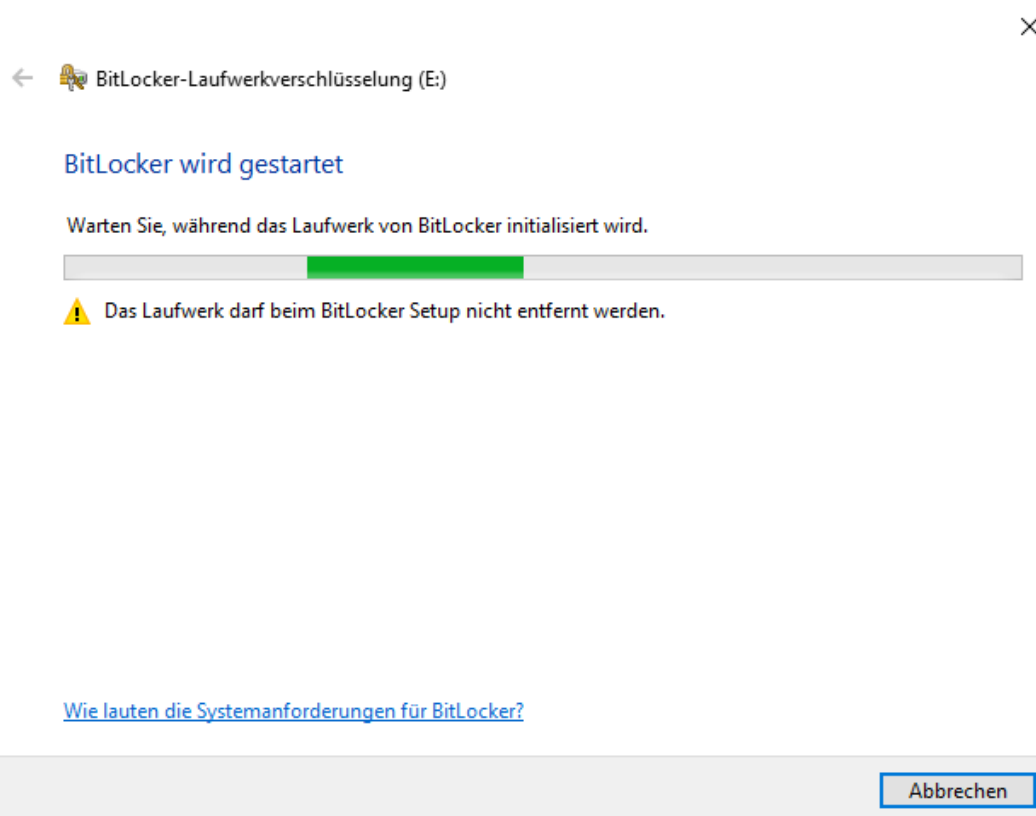 BitLocker-Laufwerkverschlüsselung (E:)
BitLocker wird gestartet
Warten Sie, während das Laufwerk von BitLocker initialisiert wird.
Das Laufwerk darf beim BitLocker Setup nicht entfernt werden.
Wie lauten die Systemanforderungen für BitLocker?
Abbrechen